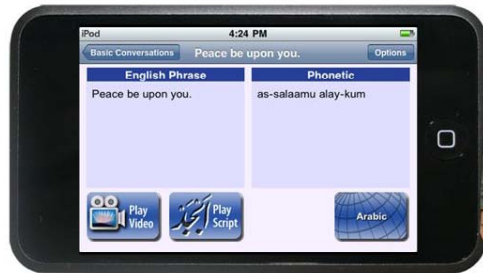 iPod 4:24 PM
Basic Conversations Peace be upon you. Options
English Phrase Phonetic
Peace be upon you. as-salaamu alay-kum
Play Video
Play Script
Arabic